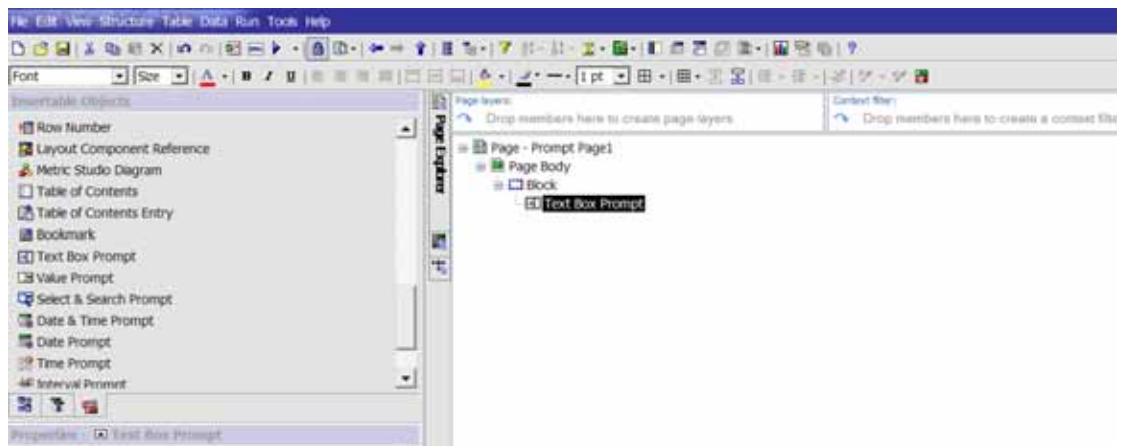 File Edit View Structure Table Data Run Tools Help
Font Size 1 pt
Insertable Objects
Row Number
Layout Component Reference
Metric Studio Diagram
Table of Contents
Table of Contents Entry
Bookmark
Text Box Prompt
Value Prompt
Select & Search Prompt
Date & Time Prompt
Date Prompt
Time Prompt
Interval Prompt
Properties - Text Box Prompt
Page Explorer
Page layers:
Drop members here to create page layers
Context filter:
Drop members here to create a context filte
Page - Prompt Page1
Page Body
Block
Text Box Prompt